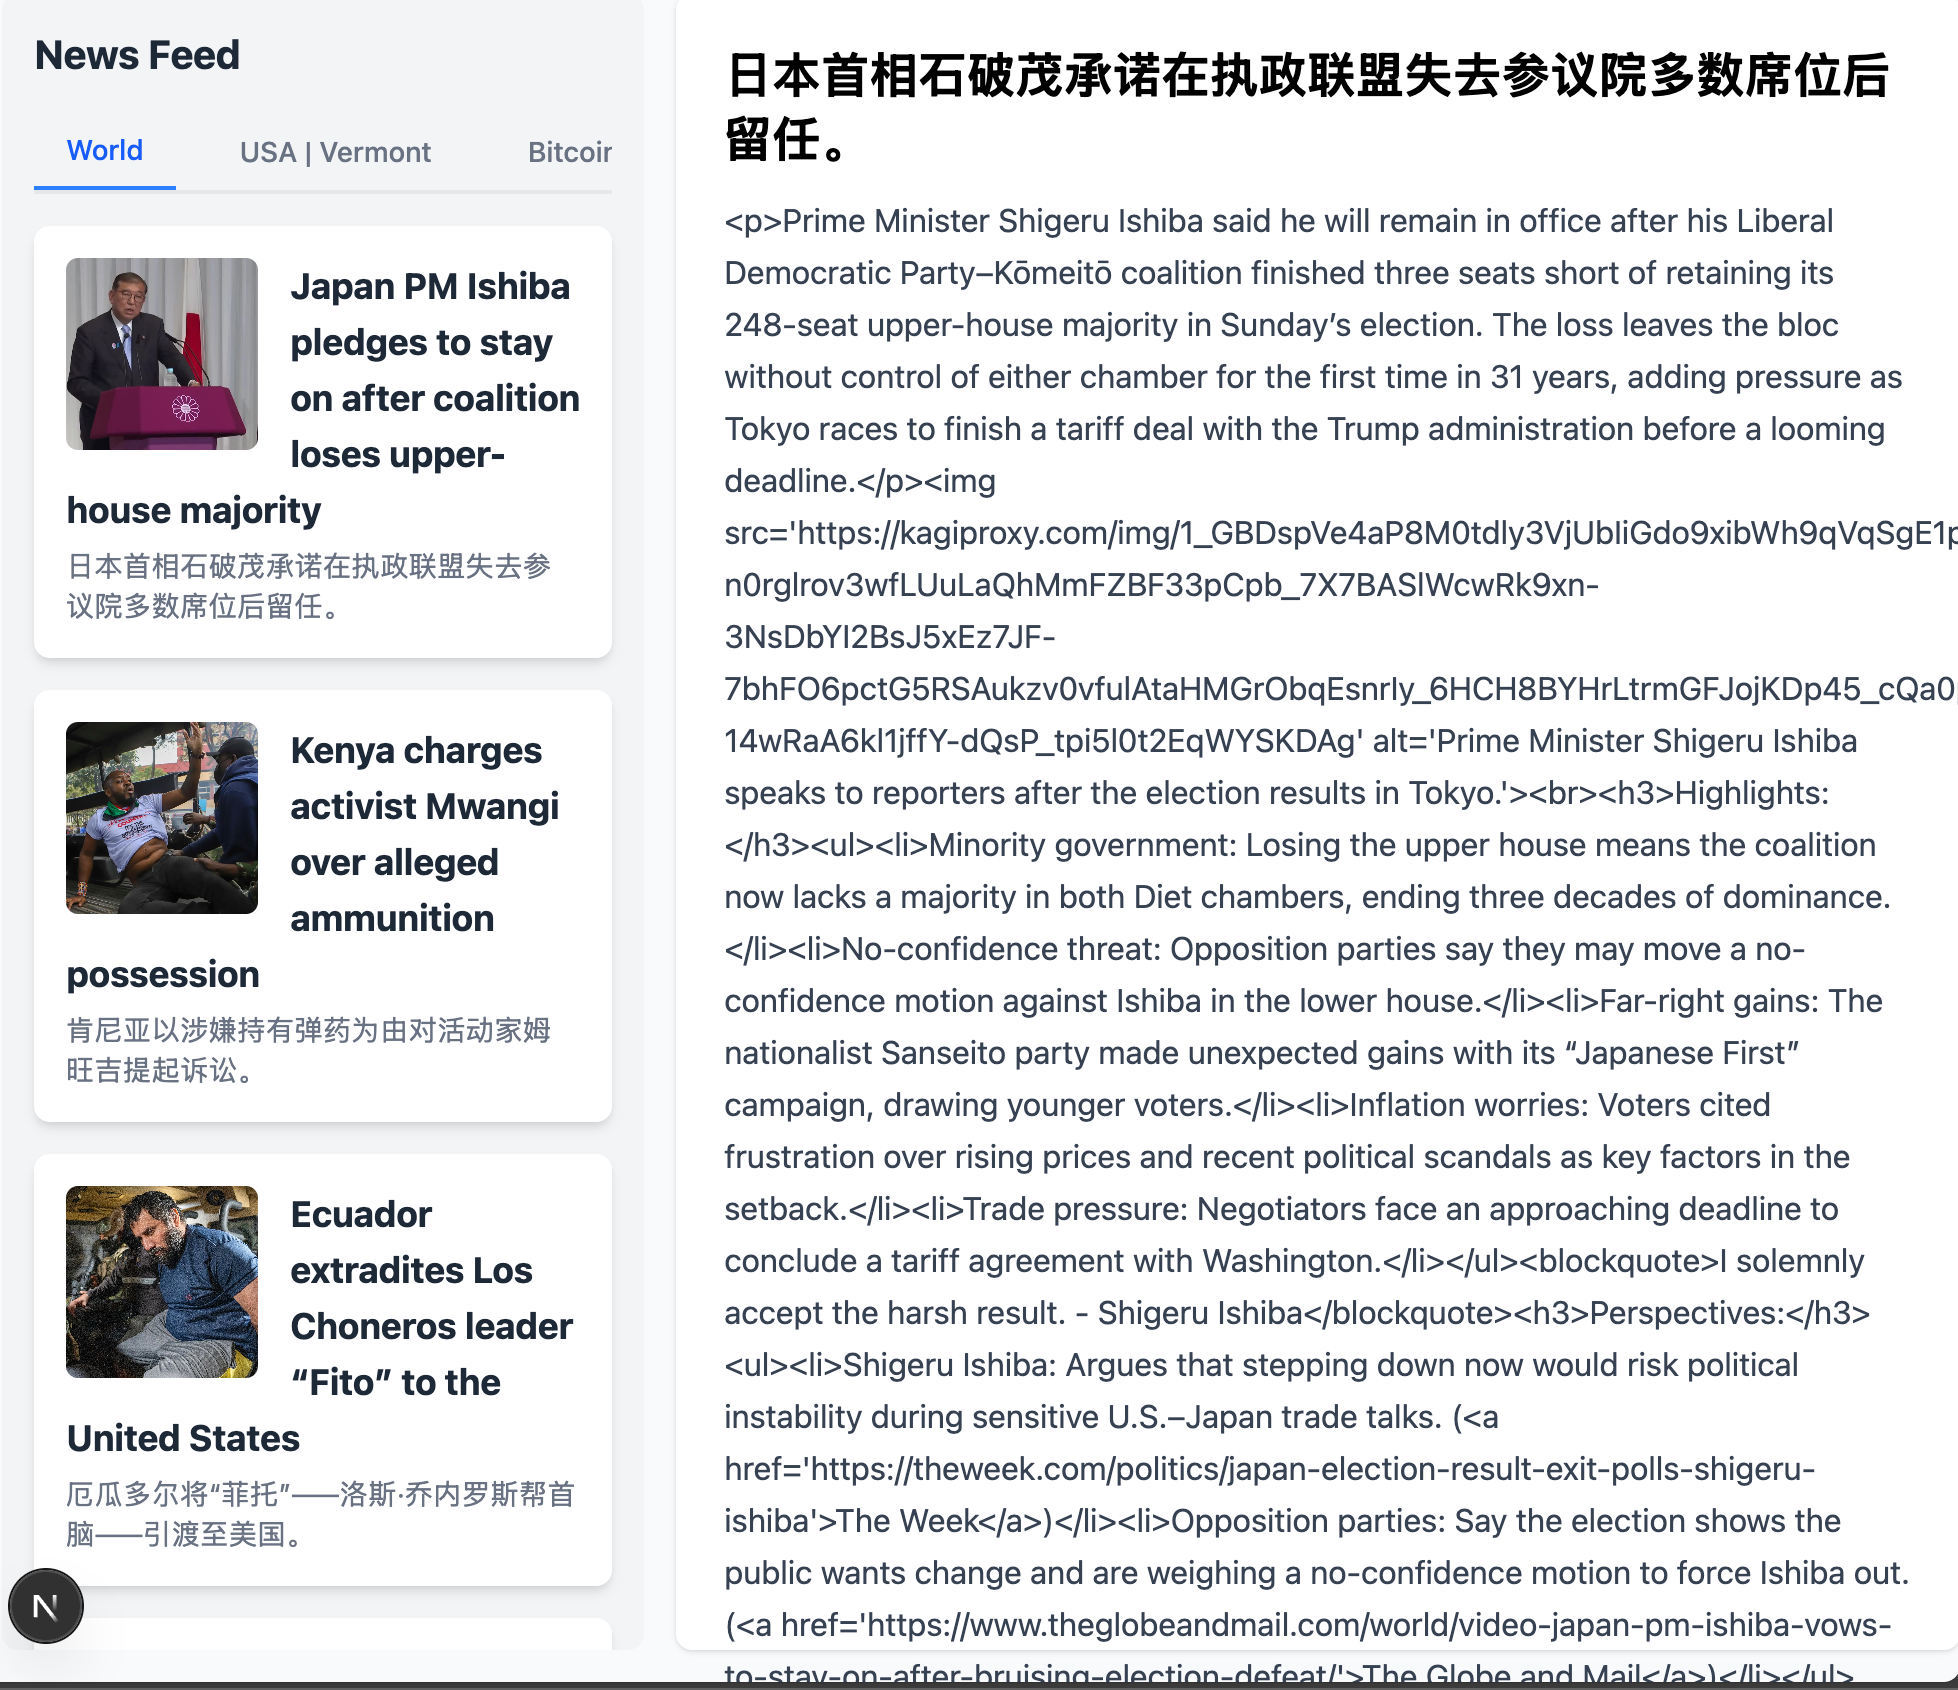 News Feed
World
USA | Vermont
Bitcoin
Japan PM Ishiba
pledges to stay
on after coalition
loses upper-
house majority
日本首相石破茂承诺在执政联盟失去参
议院多数席位后留任。
Kenya charges
activist Mwangi
over alleged
ammunition
possession
肯尼亚以涉嫌持有弹药为由对活动家姆
旺吉提起诉讼。
Ecuador
extradites Los
Choneros leader
“Fito” to the
United States
厄瓜多尔将“菲托”——洛斯·乔内罗斯帮首
脑——引渡至美国。
N
日本首相石破茂承诺在执政联盟失去参议院多数席位后
留任。
<p>Prime Minister Shigeru Ishiba said he will remain in office after his Liberal
Democratic Party–Kōmeitō coalition finished three seats short of retaining its
248-seat upper-house majority in Sunday’s election. The loss leaves the bloc
without control of either chamber for the first time in 31 years, adding pressure as
Tokyo races to finish a tariff deal with the Trump administration before a looming
deadline.</p><img
src='https://kagiproxy.com/img/1_GBDspVe4aP8M0tdly3VjUbIiGdo9xibWh9qVqSgE1p
n0rglrov3wfLUuLaQhMmFZBF33pCpb_7X7BASlWcwRk9xn-
3NsDbYI2BsJ5xEz7JF-
7bhFO6pctG5RSAukzv0vfulAtaHMGrObqEsnrIy_6HCH8BYHrLtrmGFJojKDp45_cQa0
14wRaA6kl1jffY-dQsP_tpi5l0t2EqWYSKDAg' alt='Prime Minister Shigeru Ishiba
speaks to reporters after the election results in Tokyo.'><br><h3>Highlights:
</h3><ul><li>Minority government: Losing the upper house means the coalition
now lacks a majority in both Diet chambers, ending three decades of dominance.
</li><li>No-confidence threat: Opposition parties say they may move a no-
confidence motion against Ishiba in the lower house.</li><li>Far-right gains: The
nationalist Sanseito party made unexpected gains with its “Japanese First”
campaign, drawing younger voters.</li><li>Inflation worries: Voters cited
frustration over rising prices and recent political scandals as key factors in the
setback.</li><li>Trade pressure: Negotiators face an approaching deadline to
conclude a tariff agreement with Washington.</li></ul><blockquote>I solemnly
accept the harsh result. - Shigeru Ishiba</blockquote><h3>Perspectives:</h3>
<ul><li>Shigeru Ishiba: Argues that stepping down now would risk political
instability during sensitive U.S.–Japan trade talks. (<a
href='https://theweek.com/politics/japan-election-result-exit-polls-shigeru-
ishiba'>The Week</a>)</li><li>Opposition parties: Say the election shows the
public wants change and are weighing a no-confidence motion to force Ishiba out.
(<a href='https://www.theglobeandmail.com/world/video-japan-pm-ishiba-vows-
to-stay-on-after-bruising-election-defeat/'>The Globe and Mail</a>)</li></ul>